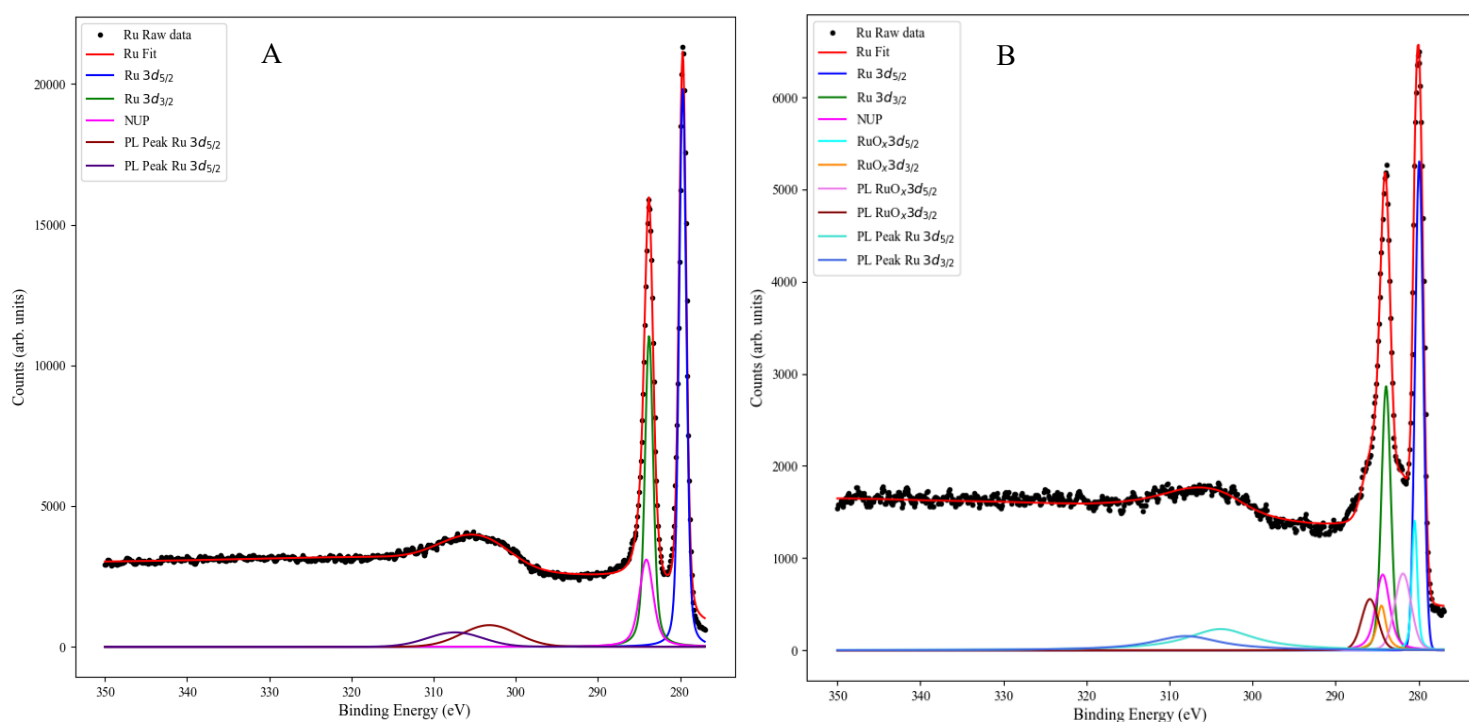 A
Ru Raw data
Ru Fit
Ru 3d5/2
Ru 3d3/2
NUP
PL Peak Ru 3d5/2
PL Peak Ru 3d5/2
20000
15000
10000
5000
0
350 340 330 320 310 300 290 280
Binding Energy (eV)
Counts (arb. units)
B
Ru Raw data
Ru Fit
Ru 3d5/2
Ru 3d3/2
NUP
RuOx3d5/2
RuOx3d3/2
PL RuOx3d5/2
PL RuOx3d3/2
PL Peak Ru 3d5/2
PL Peak Ru 3d3/2
6000
5000
4000
3000
2000
1000
0
350 340 330 320 310 300 290 280
Binding Energy (eV)
Counts (arb. units)